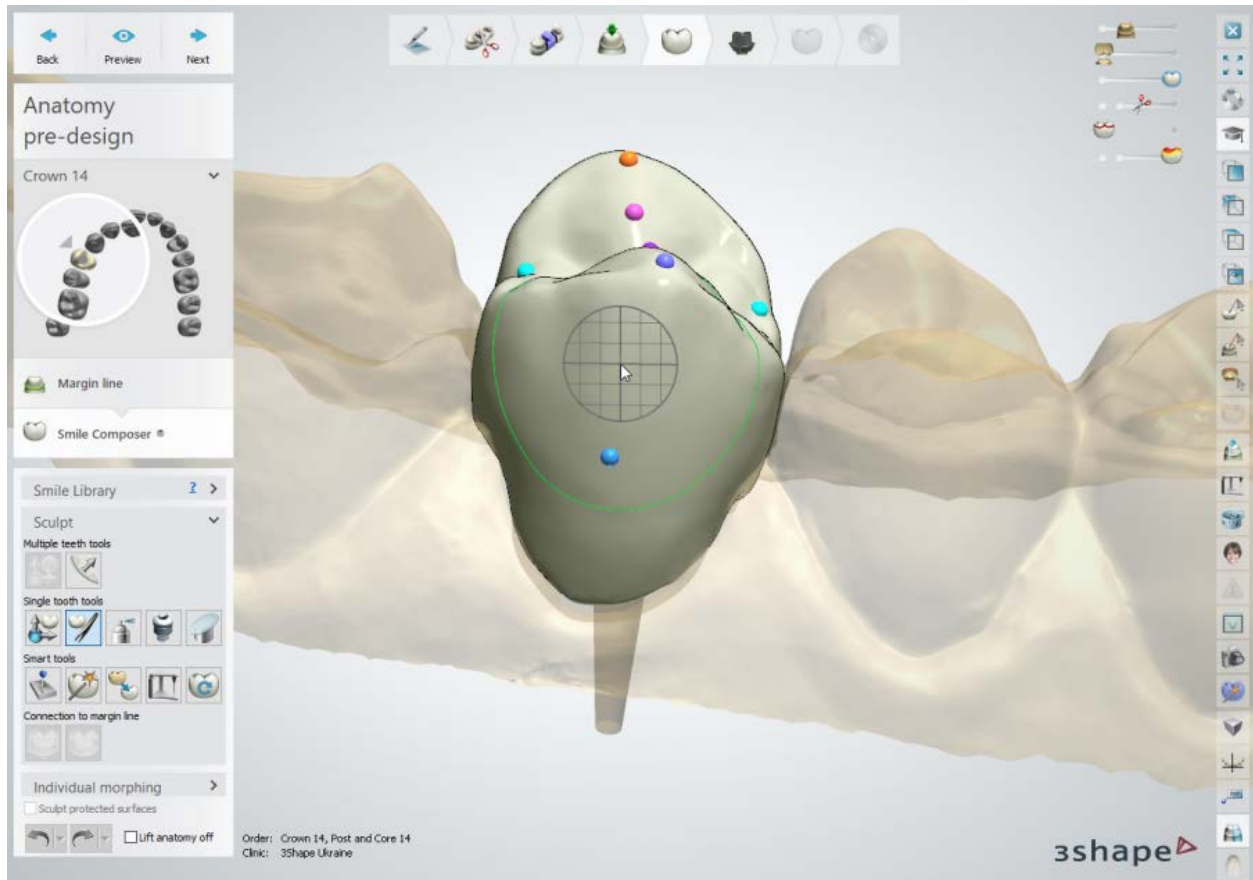 Back
Preview
Next
Anatomy
pre-design
Crown 14
Margin line
Smile Composer ®
Smile Library
?
Sculpt
Multiple teeth tools
Single tooth tools
Smart tools
Connection to margin line
Individual morphing
Sculpt protected surfaces
Lift anatomy off
Order: Crown 14, Post and Core 14
Clinic: 3Shape Ukraine
3shape